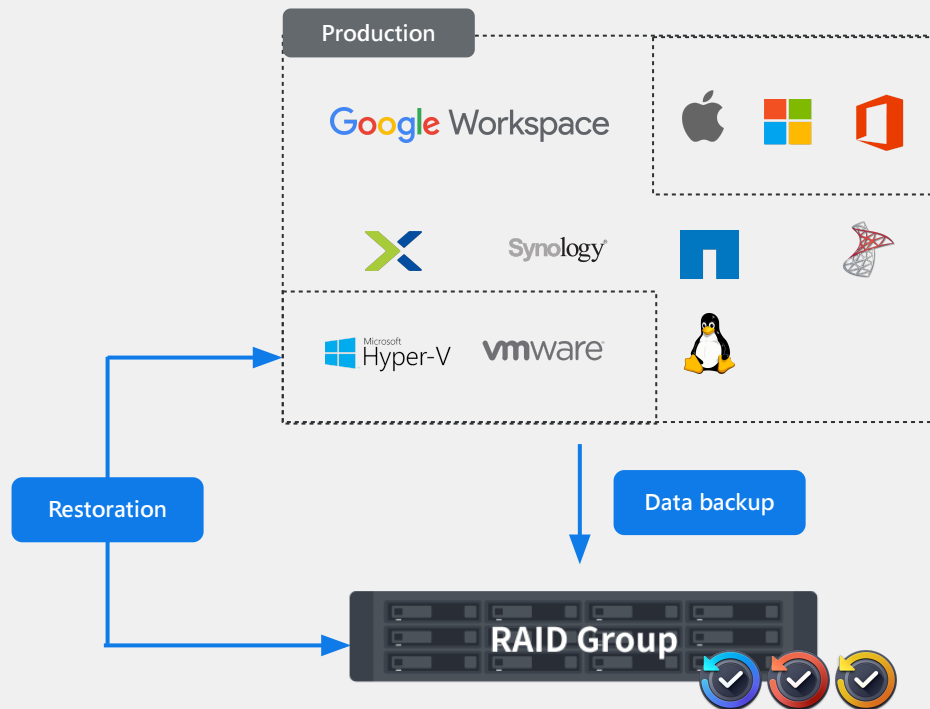 Production
Google Workspace
Synology®
Microsoft
Hyper-V
vmware®
Restoration
Data backup
RAID Group